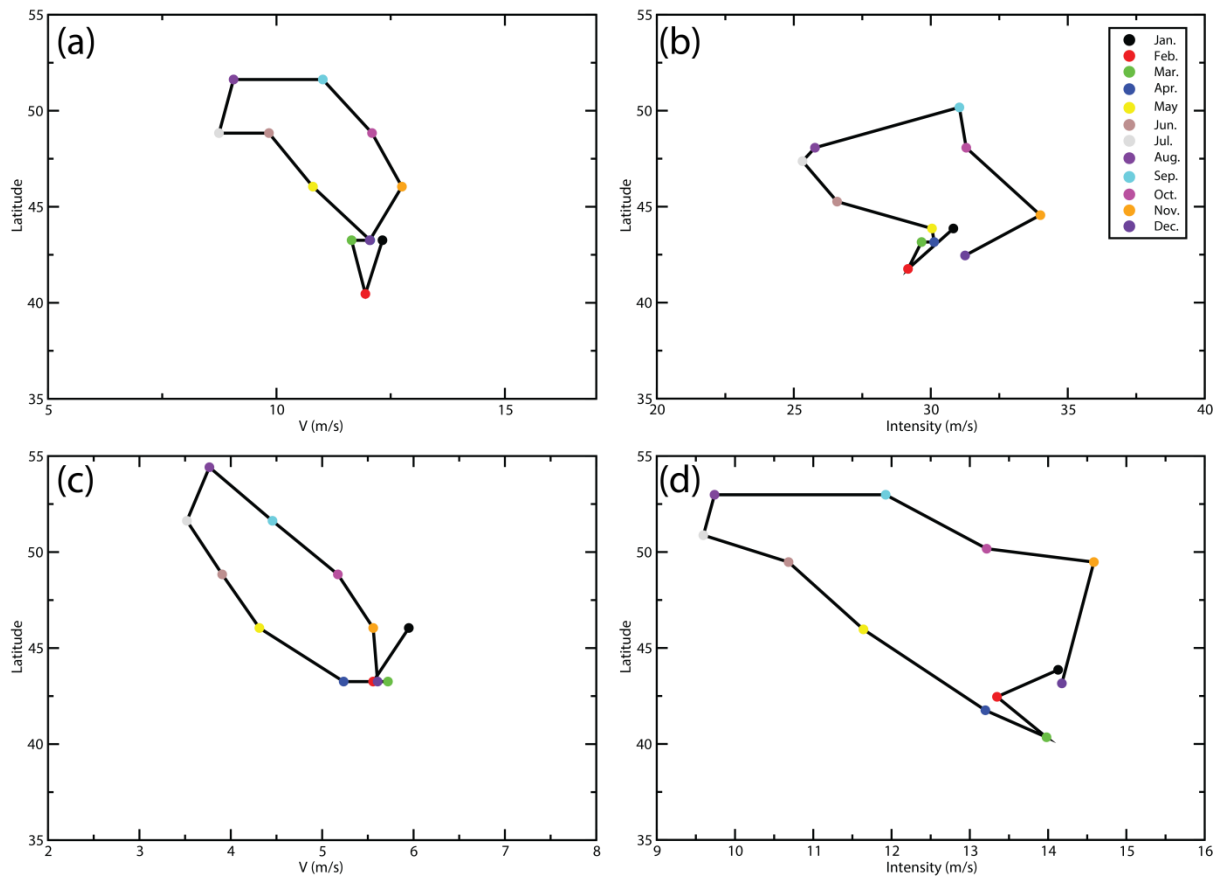 (a)
55
50
45
40
35
Latitude
5
10
15
V (m/s)
(b)
55
50
45
40
35
Latitude
20
25
30
35
40
Intensity (m/s)
Jan.
Feb.
Mar.
Apr.
May
Jun.
Jul.
Aug.
Sep.
Oct.
Nov.
Dec.
(c)
55
50
45
40
35
Latitude
2
3
4
5
6
7
8
V (m/s)
(d)
55
50
45
40
35
Latitude
9
10
11
12
13
14
15
16
Intensity (m/s)